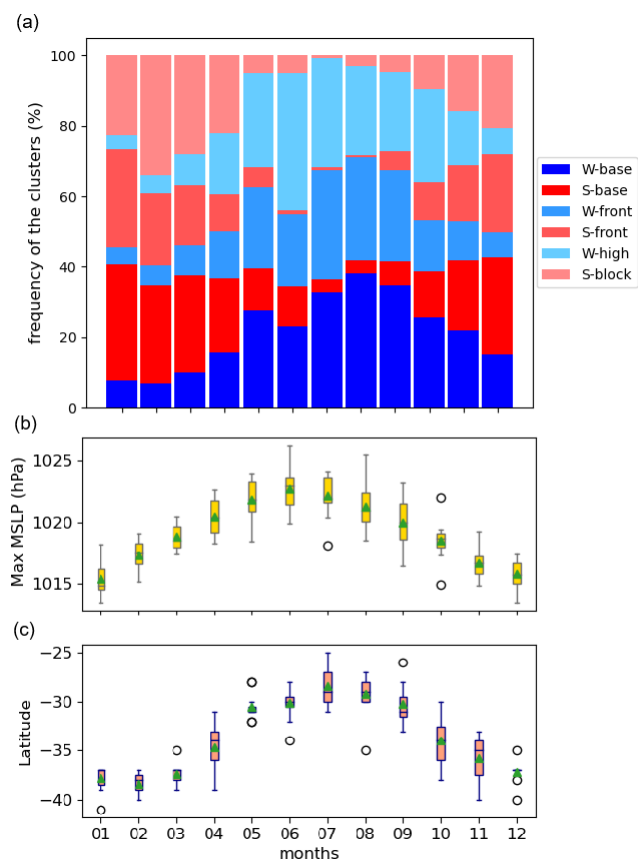 (a)
100
80
60
40
20
0
frequency of the clusters (%)
W-base
S-base
W-front
S-front
W-high
S-block
(b)
1025
1020
1015
Max MSLP (hPa)
(c)
−25
−30
−35
−40
Latitude
01 02 03 04 05 06 07 08 09 10 11 12
months